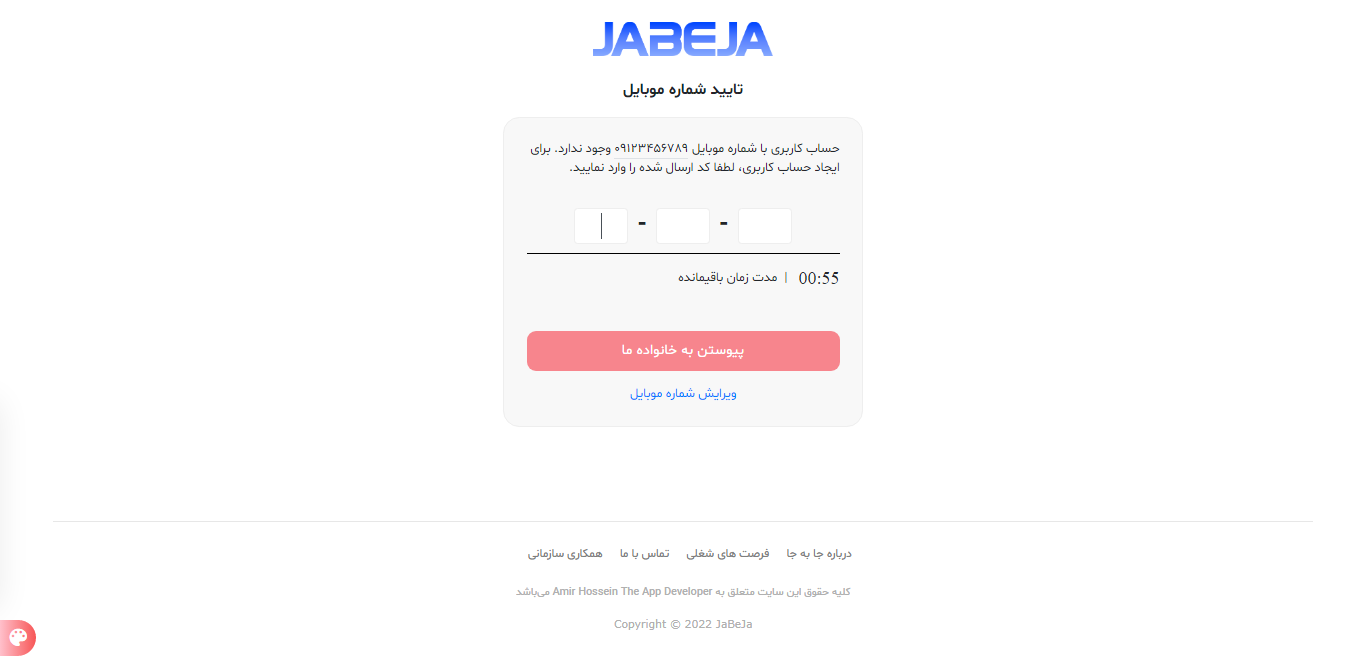 JABEJA
تایید شماره موبایل
حساب کاربری با شماره موبایل ۰۹۱۲۳۴۵۶۷۸۹ وجود ندارد. برای
ایجاد حساب کاربری، لطفا کد ارسال شده را وارد نمایید.
- -
00:55 | مدت زمان باقیمانده
پیوستن به خانواده ما
ویرایش شماره موبایل
درباره جا به جا فرصت های شغلی تماس با ما همکاری سازمانی
کلیه حقوق این سایت متعلق به Amir Hossein The App Developer می‌باشد
Copyright © 2022 JaBeJa